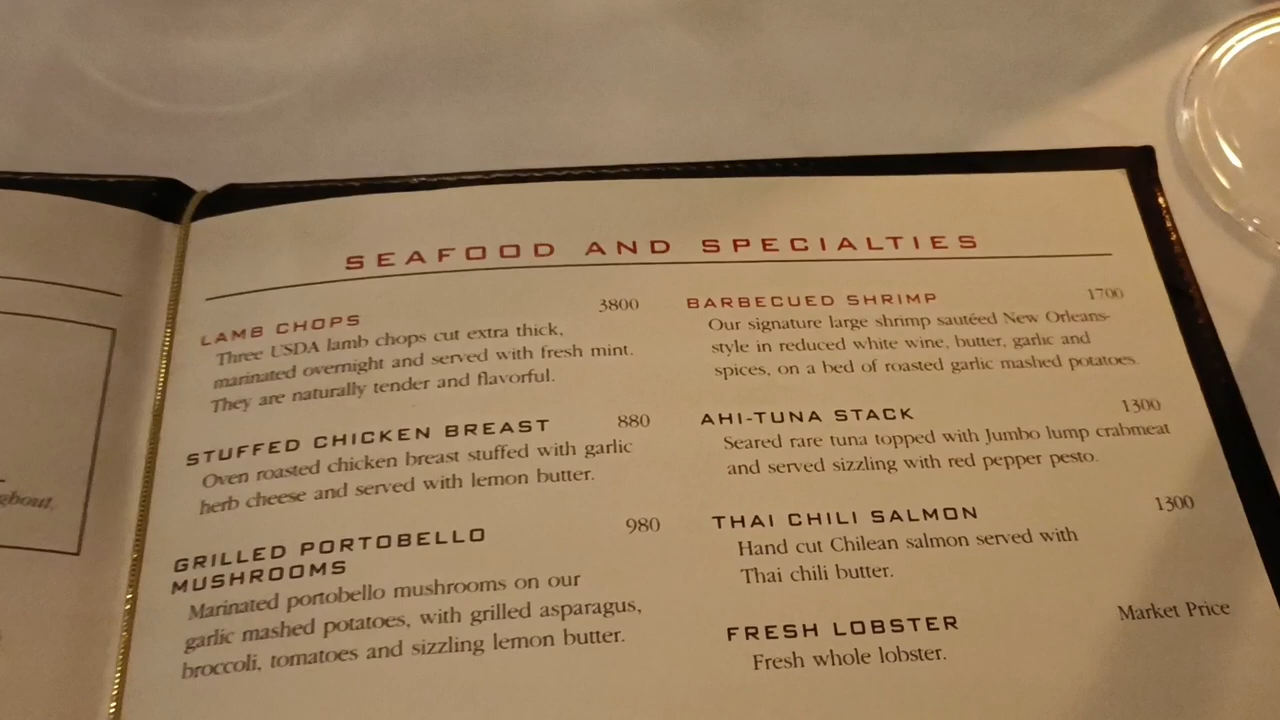 SEAFOOD AND SPECIALTIES
LAMB CHOPS 3800
Three USDA lamb chops cut extra thick,
marinated overnight and served with fresh mint.
They are naturally tender and flavorful.
STUFFED CHICKEN BREAST 880
Oven roasted chicken breast stuffed with garlic
herb cheese and served with lemon butter.
GRILLED PORTOBELLO 980
MUSHROOMS
Marinated portobello mushrooms on our
garlic mashed potatoes, with grilled asparagus,
broccoli, tomatoes and sizzling lemon butter.
BARBECUED SHRIMP 1700
Our signature large shrimp sautéed New Orleans-
style in reduced white wine, butter, garlic and
spices, on a bed of roasted garlic mashed potatoes.
AHI-TUNA STACK 1300
Seared rare tuna topped with Jumbo lump crabmeat
and served sizzling with red pepper pesto.
THAI CHILI SALMON 1300
Hand cut Chilean salmon served with
Thai chili butter.
FRESH LOBSTER Market Price
Fresh whole lobster.